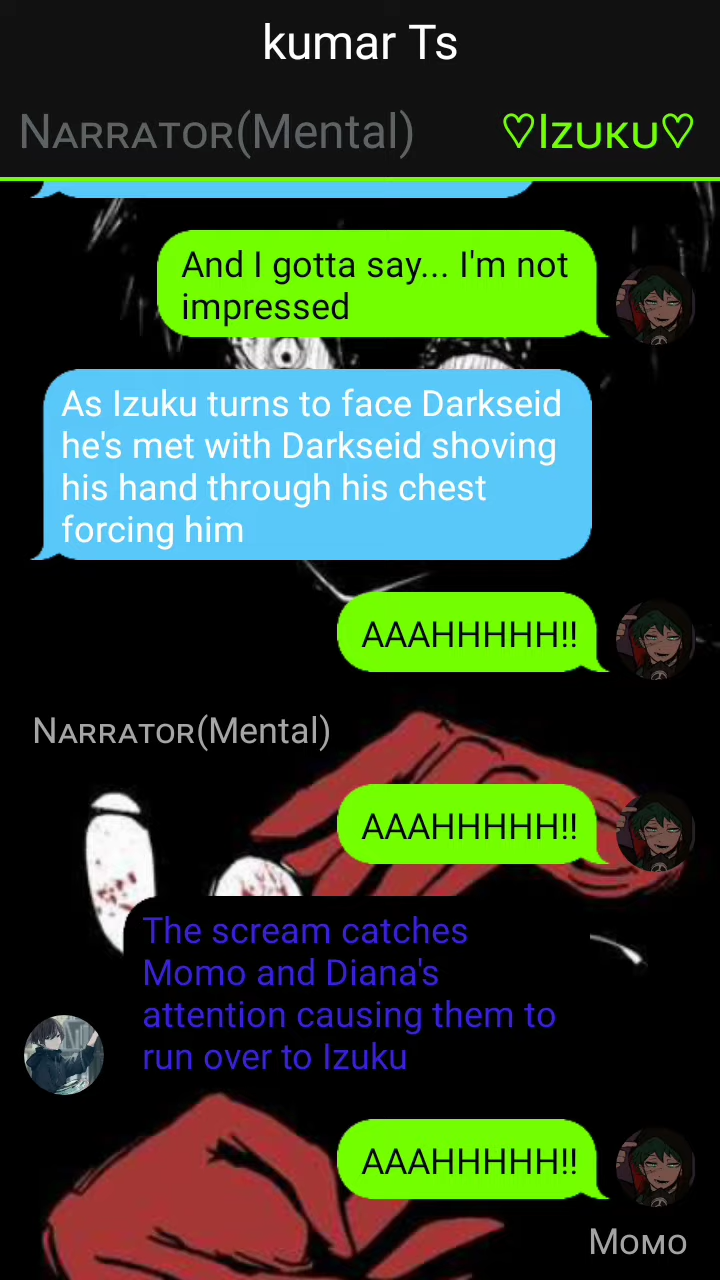 kumar Ts
Narrator(Mental)
♡Izuku♡
And I gotta say... I'm not
impressed
As Izuku turns to face Darkseid
he's met with Darkseid shoving
his hand through his chest
forcing him
AAAHHHHH!!
Narrator(Mental)
AAAHHHHH!!
The scream catches
Momo and Diana's
attention causing them to
run over to Izuku
AAAHHHHH!!
Momo